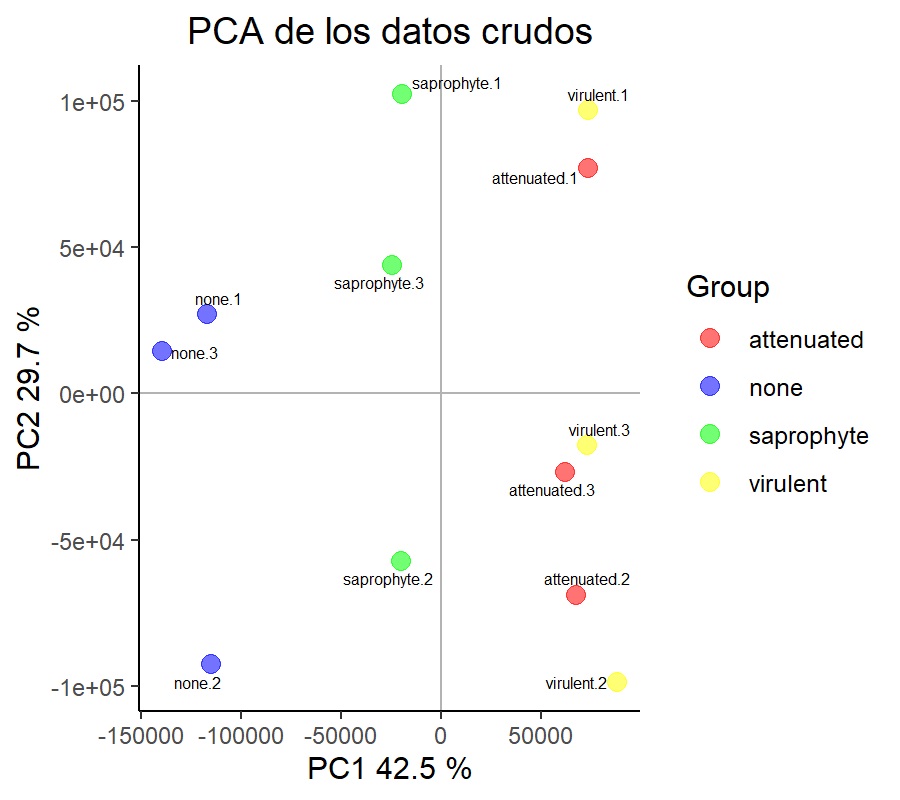 PCA de los datos crudos
saprophyte.1
virulent.1
attenuated.1
saprophyte.3
none.1
none.3
virulent.3
attenuated.3
saprophyte.2
attenuated.2
none.2
virulent.2
1e+05
5e+04
0e+00
-5e+04
-1e+05
PC2 29.7 %
-150000 -100000 -50000 0 50000
PC1 42.5 %
Group
attenuated
none
saprophyte
virulent